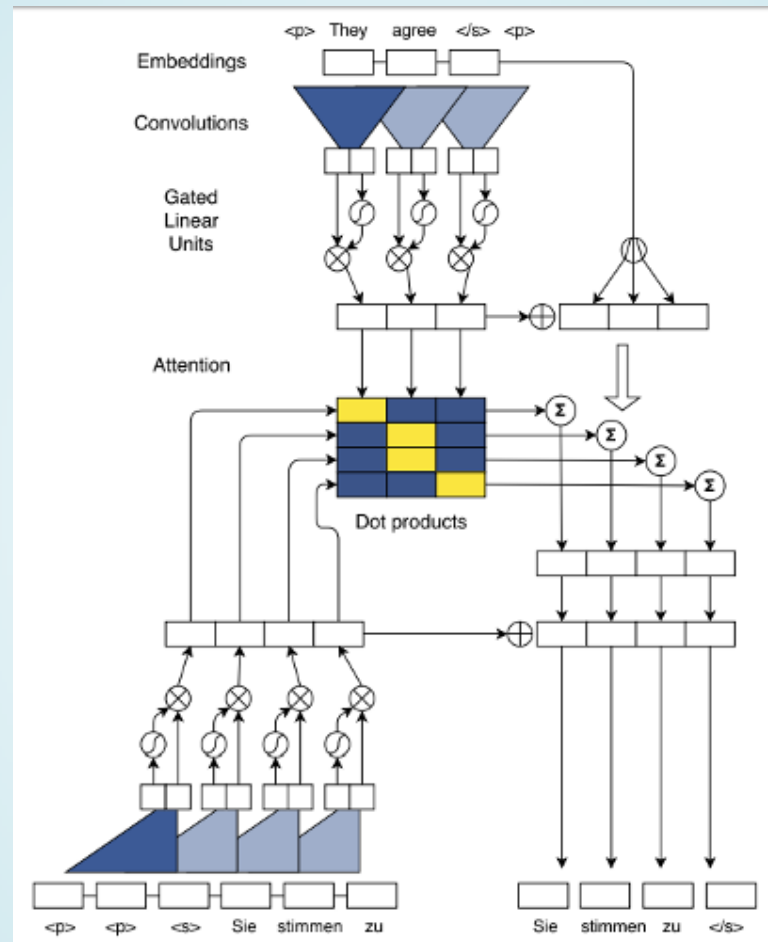 <p> They agree </s> <p>
Embeddings
Convolutions
Gated
Linear
Units
Attention
Σ
Σ
Σ
Σ
Dot products
<p> <p> <s> Sie stimmen zu
Sie stimmen zu </s>